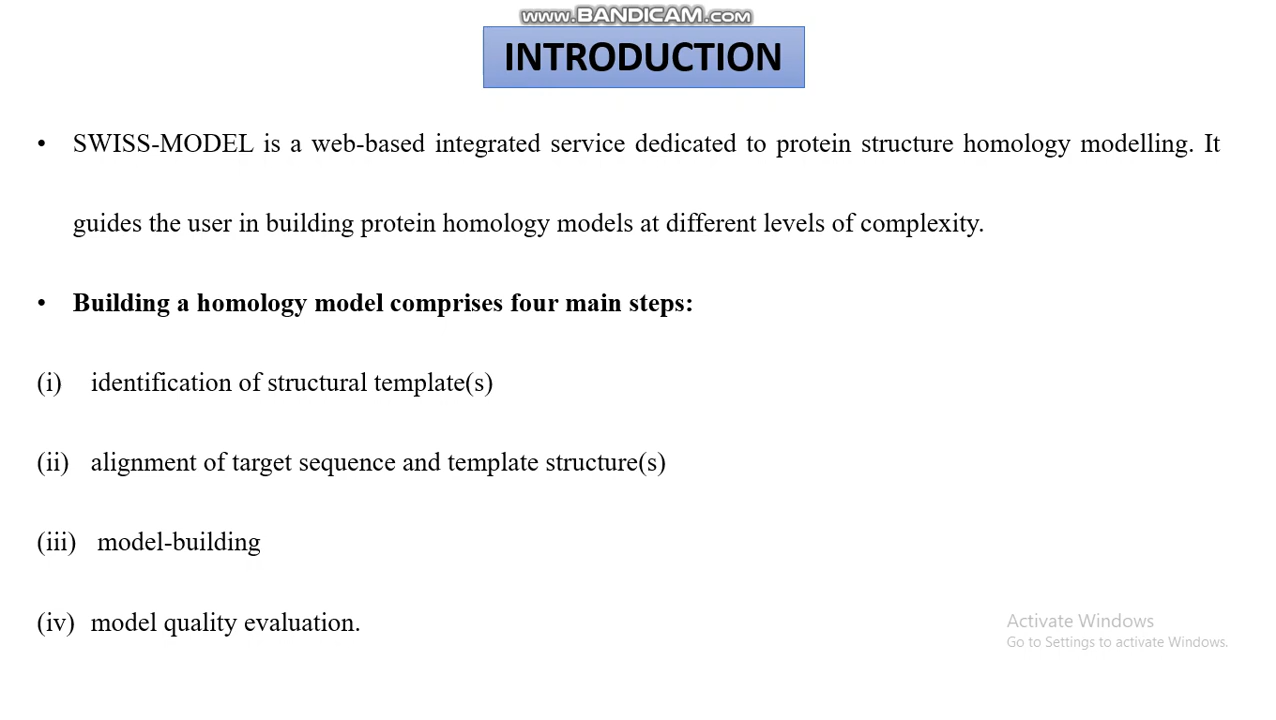 www.BANDICAM.com
INTRODUCTION
• SWISS-MODEL is a web-based integrated service dedicated to protein structure homology modelling. It
guides the user in building protein homology models at different levels of complexity.
• Building a homology model comprises four main steps:
(i) identification of structural template(s)
(ii) alignment of target sequence and template structure(s)
(iii) model-building
(iv) model quality evaluation.
Activate Windows
Go to Settings to activate Windows.